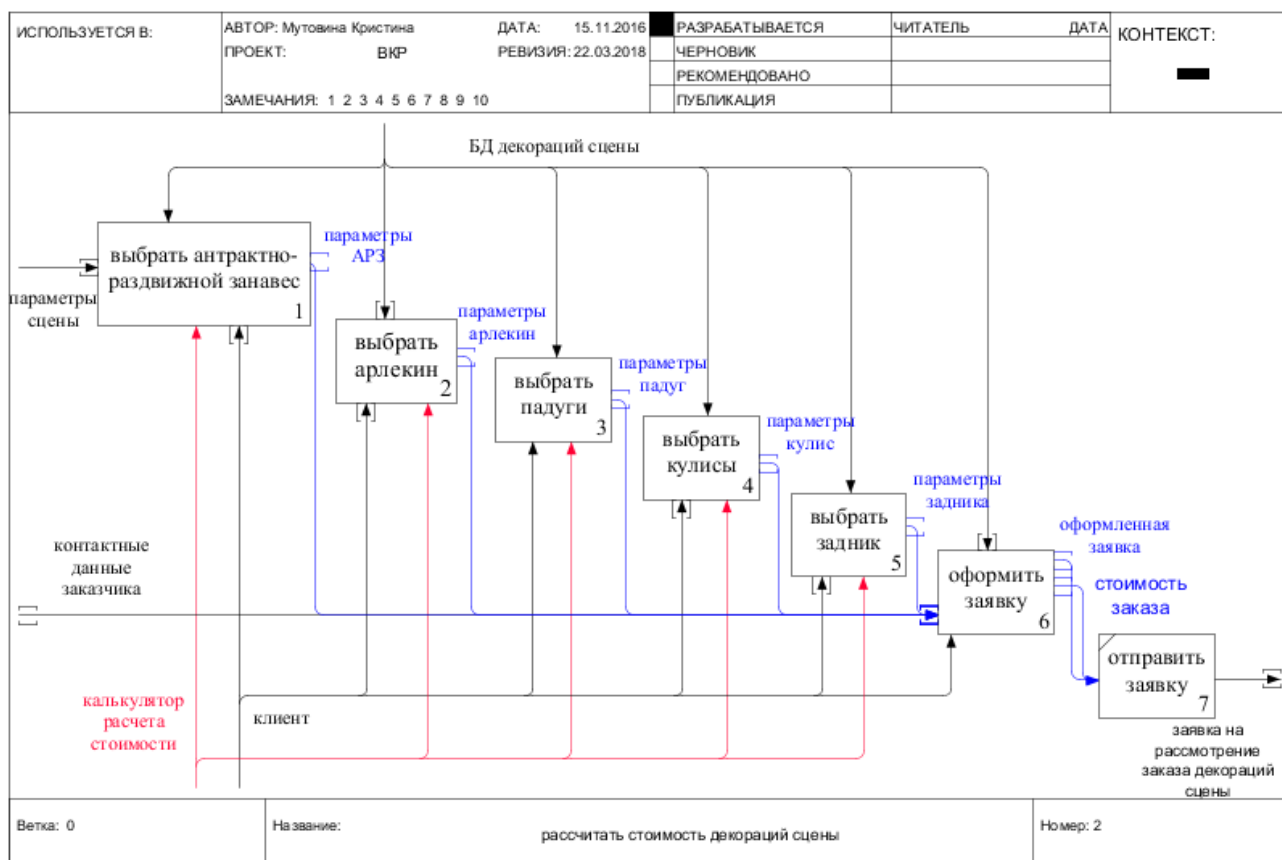 ИСПОЛЬЗУЕТСЯ В:
АВТОР: Мутовина Кристина
ДАТА: 15.11.2016
ПРОЕКТ: ВКР
РЕВИЗИЯ: 22.03.2018
ЗАМЕЧАНИЯ: 1 2 3 4 5 6 7 8 9 10
РАЗРАБАТЫВАЕТСЯ
ЧЕРНОВИК
РЕКОМЕНДОВАНО
ПУБЛИКАЦИЯ
ЧИТАТЕЛЬ ДАТА
КОНТЕКСТ:
БД декораций сцены
выбрать антрактно-
раздвижной занавес
1
параметры
АРЗ
параметры
сцены
выбрать
арлекин
2
параметры
арлекин
выбрать
падуги
3
параметры
падуг
выбрать
кулисы
4
параметры
кулис
выбрать
задник
5
параметры
задника
контактные
данные
заказчика
оформить
заявку
6
оформленная
заявка
стоимость
заказа
отправить
заявку
7
калькулятор
расчета
стоимости
клиент
заявка на
рассмотрение
заказа декораций
сцены
Ветка: 0
Название:
рассчитать стоимость декораций сцены
Номер: 2